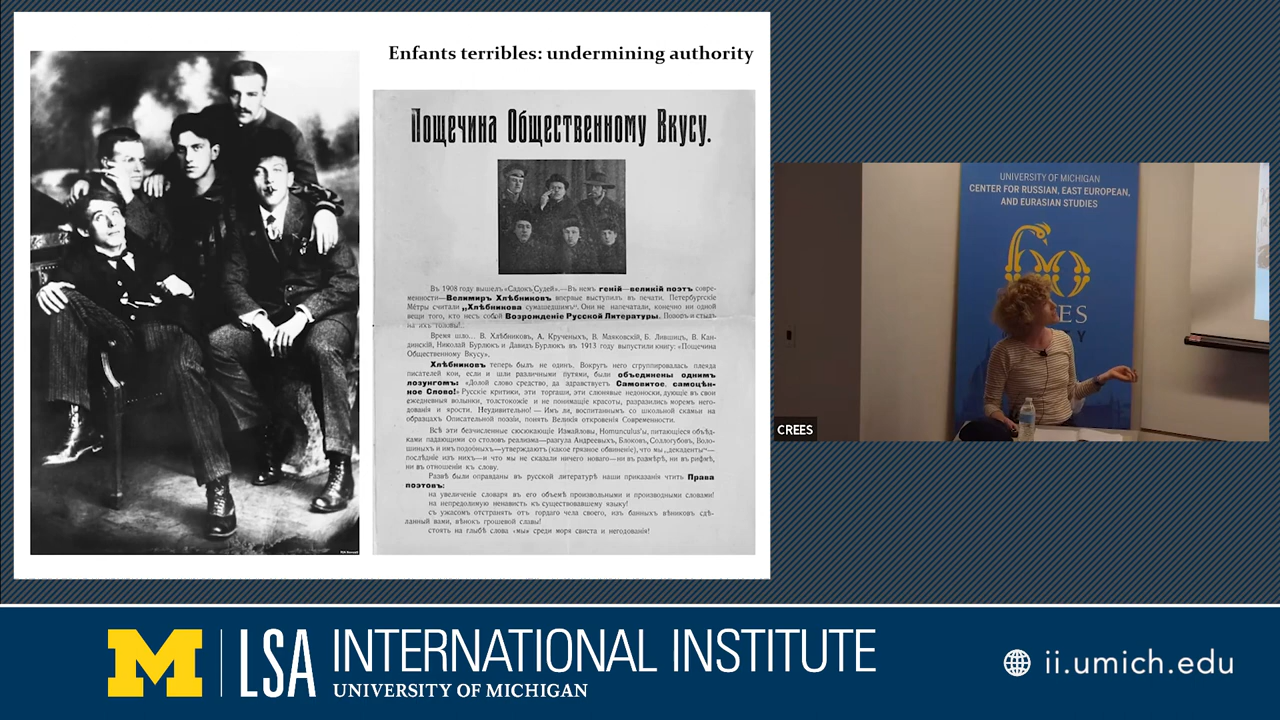 Enfants terribles: undermining authority
Пощечина Общественному Вкусу.
Въ 1908 году вышелъ «Садокъ Судей».—Въ немъ геній—великій поэтъ совре-
менности—Велимиръ Хлѣбниковъ впервые выступилъ въ печати. Петербургскіе
Мѣтры считали „Хлѣбникова сумашедшимъ“. Они не напечатали, конечно ни одной
вещи того, кто несъ собой Возрожденіе Русской Литературы. Позоръ и стыдъ
на ихъ головы!..
Время шло... В. Хлѣбниковъ, А. Крученыхъ, В. Маяковскій, Б. Лившицъ, В. Кан-
динскій, Николай Бурлюкъ и Давидъ Бурлюкъ въ 1913 году выпустили книгу: «Пощечина
Общественному Вкусу».
Хлѣбниковъ теперь былъ не одинъ. Вокругъ него сгруппировалась плеяда
писателей кои, если и шли различными путями, были объединены однимъ
лозунгомъ: «Долой слово средство, да здравствуетъ Самовитое, самоцѣн-
ное Слово!» Русскіе критики, эти торгаши, эти слюнявые недоноски, дующіе въ свои
ежедневныя волынки, толстокожіе и не понимающіе красоты, разразились моремъ него-
дованія и ярости. Неудивительно! — Имъ ли, воспитаннымъ со школьной скамьи на
образцахъ Описательной поэзіи, понять Великія откровенія Современности.
Всѣ эти безчисленные сюсюкающіе Измайловы, Homunculus'ы, питающіеся объѣд-
ками падающими со столовъ реализма—разгула Андреевыхъ, Блоковъ, Соллогубовъ, Воло-
шиныхъ и имъ подобныхъ—утверждаютъ (какое грязное обвиненіе), что мы „декаденты“—
послѣдніе изъ нихъ—и что мы не сказали ничего новаго—ни въ размѣрѣ, ни въ риѳмѣ,
ни въ отношеніи къ слову.
Развѣ были оправданы въ русской литературѣ наши приказанія чтить Права
поэтовъ:
на увеличеніе словаря въ его объемѣ произвольными и производными словами!
на непреодолимую ненависть къ существовавшему языку!
съ ужасомъ отстранять отъ гордаго чела своего, изъ банныхъ вѣниковъ сдѣ-
ланный вами, вѣнокъ грошевой славы!
стоять на глыбѣ слова «мы» среди моря свиста и негодованія!
UNIVERSITY OF MICHIGAN
CENTER FOR RUSSIAN, EAST EUROPEAN,
AND EURASIAN STUDIES
CREES
M
LSA
INTERNATIONAL INSTITUTE
UNIVERSITY OF MICHIGAN
ii.umich.edu